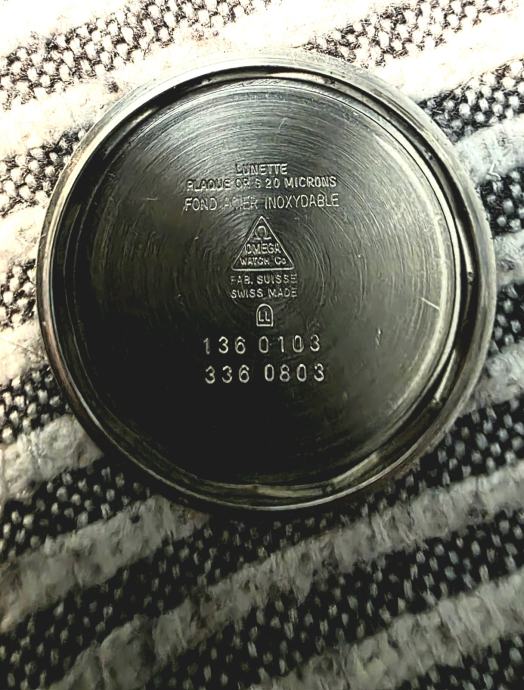 LUNETTE
PLAQUE OR G 20 MICRONS
FOND ACIER INOXYDABLE
Ω
OMEGA
WATCH Co
FAB. SUISSE
SWISS MADE
LL
136 0103
336 0803